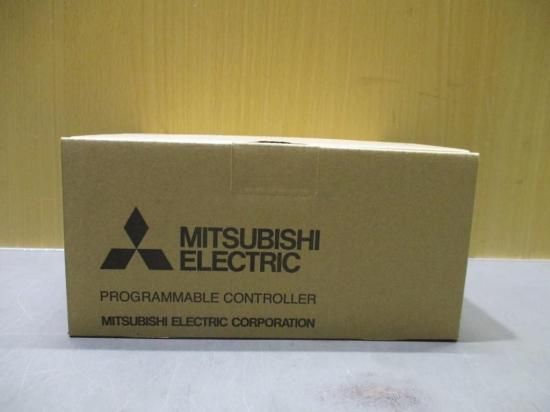 MITSUBISHI
ELECTRIC
PROGRAMMABLE CONTROLLER
MITSUBISHI ELECTRIC CORPORATION